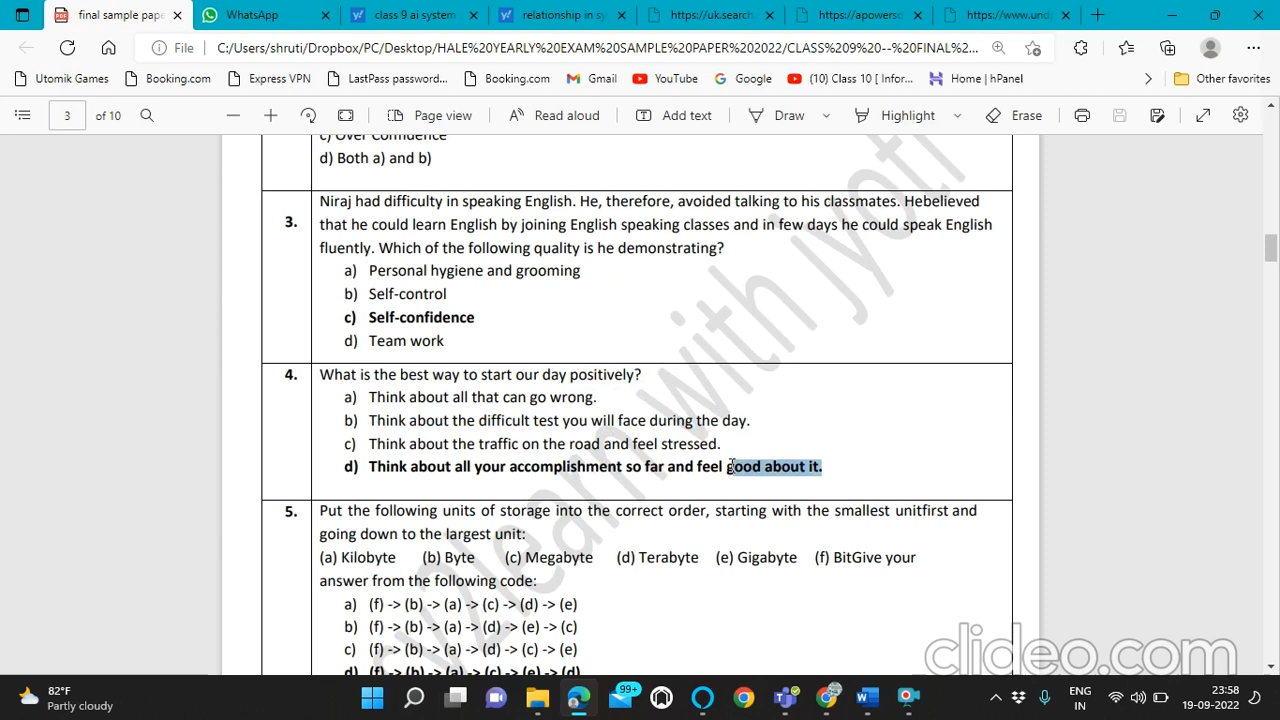 final sample pape
WhatsApp
class 9 ai system
relationship in sy
https://uk.search
https://apowerso
https://www.und
File
C:/Users/shruti/Dropbox/PC/Desktop/HALE%20YEARLY%20EXAM%20SAMPLE%20PAPER%202022/CLASS%209%20--%20FINAL%...
Utomik Games
Booking.com
Express VPN
LastPass password...
Booking.com
Gmail
YouTube
Google
(10) Class 10 [ Infor...
Home | hPanel
Other favorites
3 of 10
Page view
Read aloud
Add text
Draw
Highlight
Erase
c) Over Confidence
d) Both a) and b)
3.
Niraj had difficulty in speaking English. He, therefore, avoided talking to his classmates. Hebelieved
that he could learn English by joining English speaking classes and in few days he could speak English
fluently. Which of the following quality is he demonstrating?
a) Personal hygiene and grooming
b) Self-control
c) Self-confidence
d) Team work
4. What is the best way to start our day positively?
a) Think about all that can go wrong.
b) Think about the difficult test you will face during the day.
c) Think about the traffic on the road and feel stressed.
d) Think about all your accomplishment so far and feel good about it.
5. Put the following units of storage into the correct order, starting with the smallest unitfirst and
going down to the largest unit:
(a) Kilobyte (b) Byte (c) Megabyte (d) Terabyte (e) Gigabyte (f) BitGive your
answer from the following code:
a) (f) -> (b) -> (a) -> (c) -> (d) -> (e)
b) (f) -> (b) -> (a) -> (d) -> (e) -> (c)
c) (f) -> (b) -> (a) -> (d) -> (c) -> (e)
d) (f) -> (b) -> (a) -> (c) -> (e) -> (d)
learn with jyoti
clideo.com
82°F
Partly cloudy
99+
ENG
IN
23:58
19-09-2022